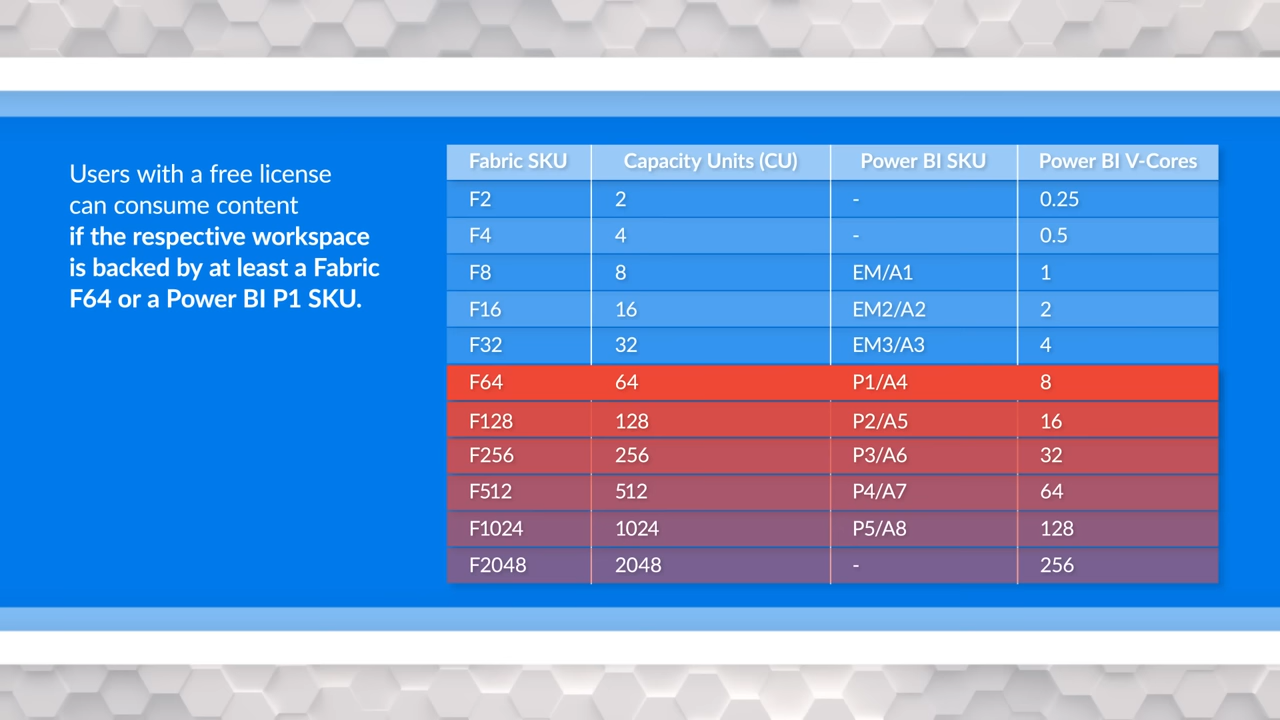 Users with a free license
can consume content
if the respective workspace
is backed by at least a Fabric
F64 or a Power BI P1 SKU.
Fabric SKU Capacity Units (CU) Power BI SKU Power BI V-Cores
F2 2 - 0.25
F4 4 - 0.5
F8 8 EM/A1 1
F16 16 EM2/A2 2
F32 32 EM3/A3 4
F64 64 P1/A4 8
F128 128 P2/A5 16
F256 256 P3/A6 32
F512 512 P4/A7 64
F1024 1024 P5/A8 128
F2048 2048 - 256